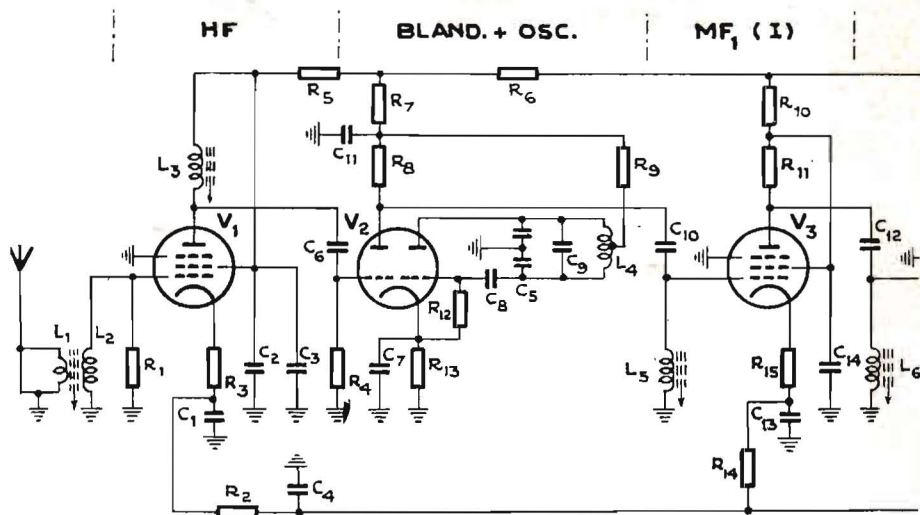 HF BLAND. + OSC. MF₁ (I)
R₅ R₆
R₇ R₁₀
C₁₁ R₈ R₉ R₁₁
L₃
V₁ V₂ V₃
C₆ C₁₀ C₁₂
C₉ L₄
L₁ L₂ C₈ C₅
R₁₂
R₁ R₃ C₂ C₃ R₄ C₇ R₁₃ L₅ R₁₅ C₁₄ L₆
C₁ C₁₃
R₂ C₄ R₁₄